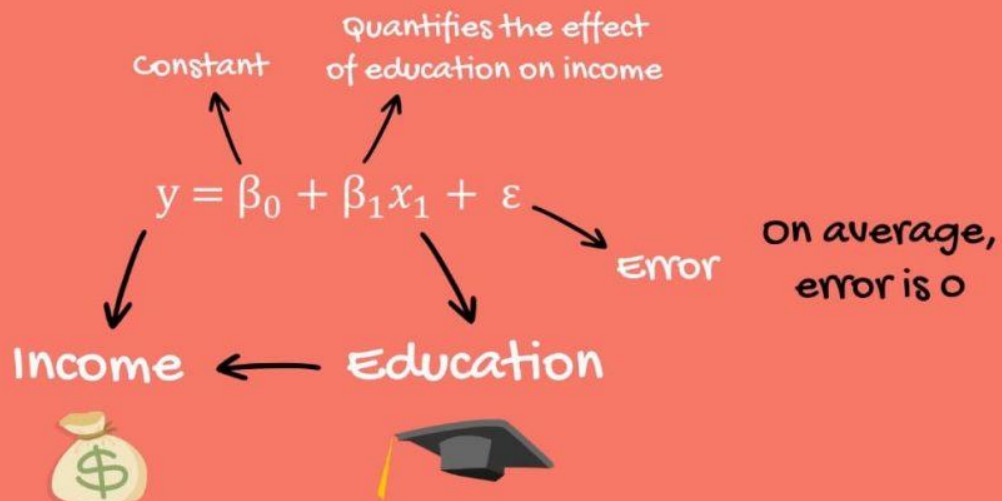 Quantifies the effect
of education on income
Constant
y = β₀ + β₁x₁ + ε
Error
On average,
error is 0
Income
Education
$